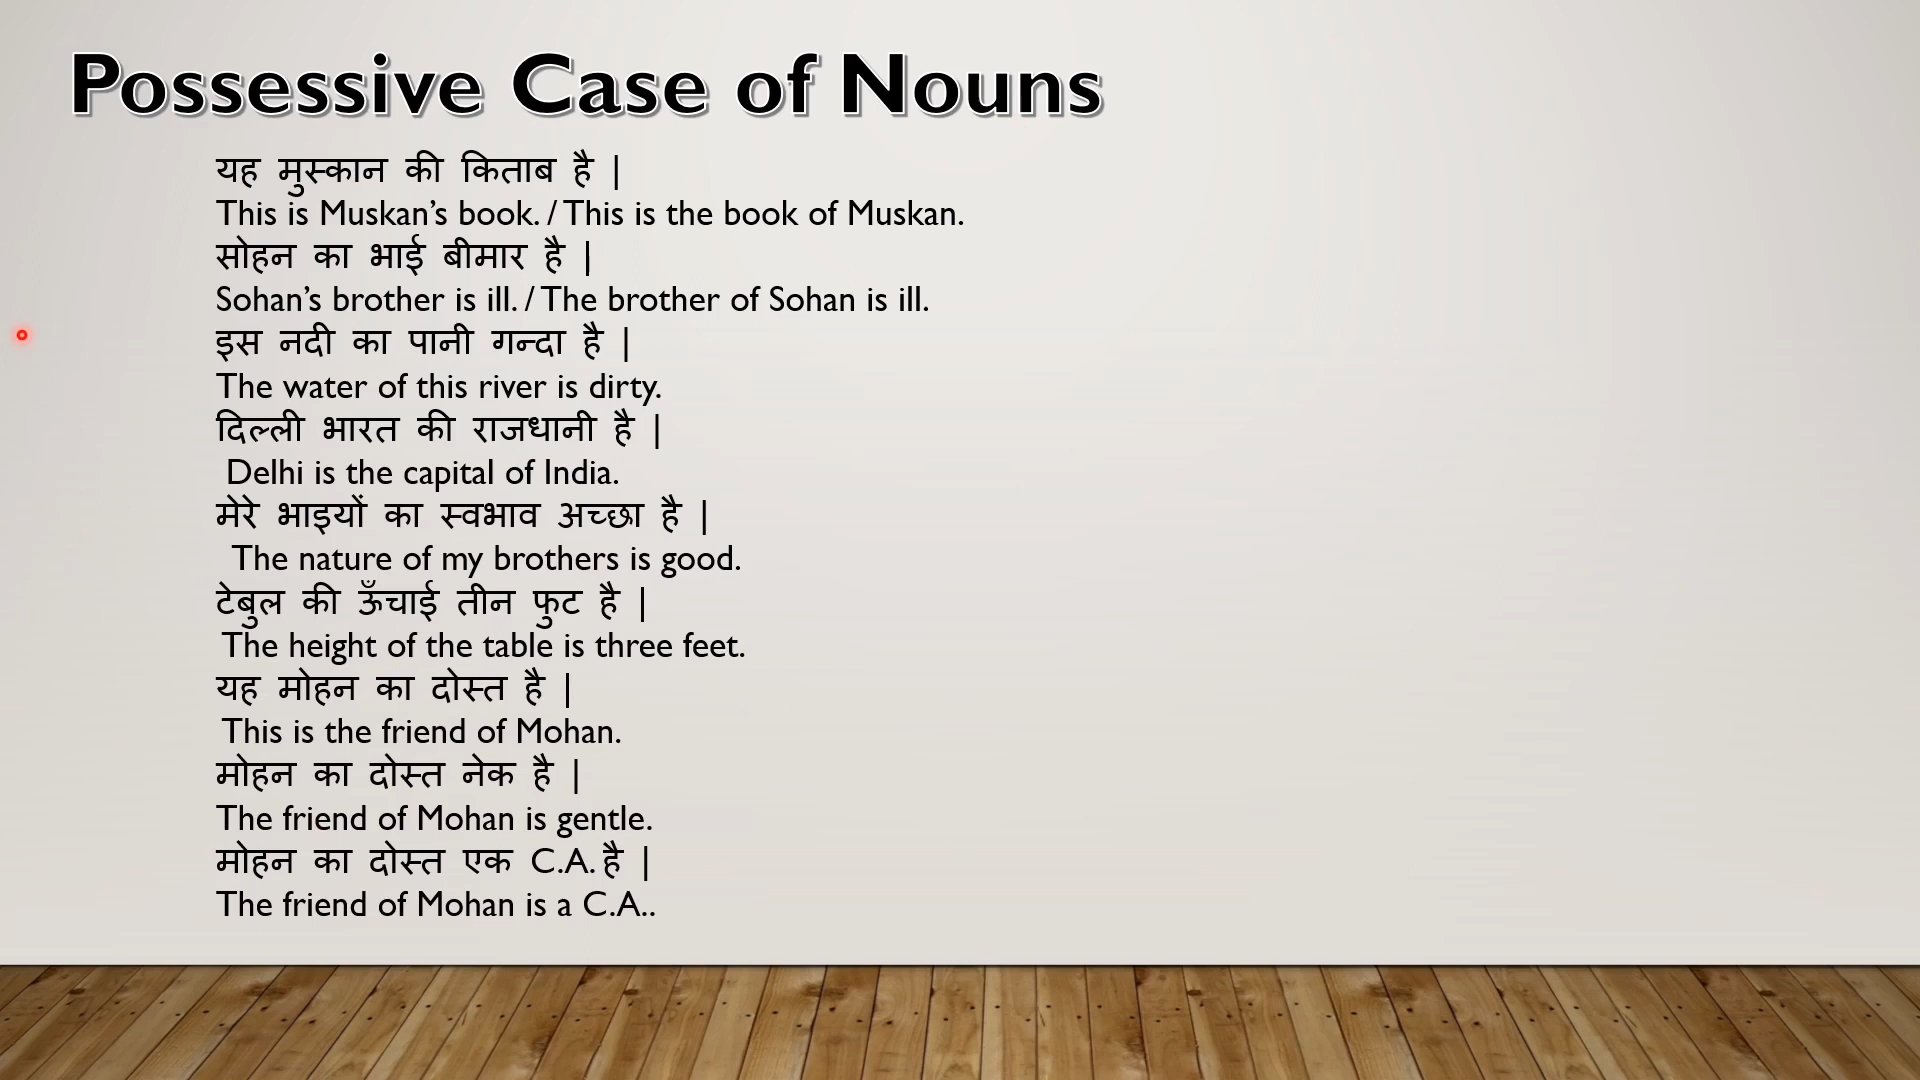 Possessive Case of Nouns
यह मुस्कान की किताब है |
This is Muskan’s book. / This is the book of Muskan.
सोहन का भाई बीमार है |
Sohan’s brother is ill. / The brother of Sohan is ill.
इस नदी का पानी गन्दा है |
The water of this river is dirty.
दिल्ली भारत की राजधानी है |
Delhi is the capital of India.
मेरे भाइयों का स्वभाव अच्छा है |
The nature of my brothers is good.
टेबुल की ऊँचाई तीन फुट है |
The height of the table is three feet.
यह मोहन का दोस्त है |
This is the friend of Mohan.
मोहन का दोस्त नेक है |
The friend of Mohan is gentle.
मोहन का दोस्त एक C.A. है |
The friend of Mohan is a C.A..